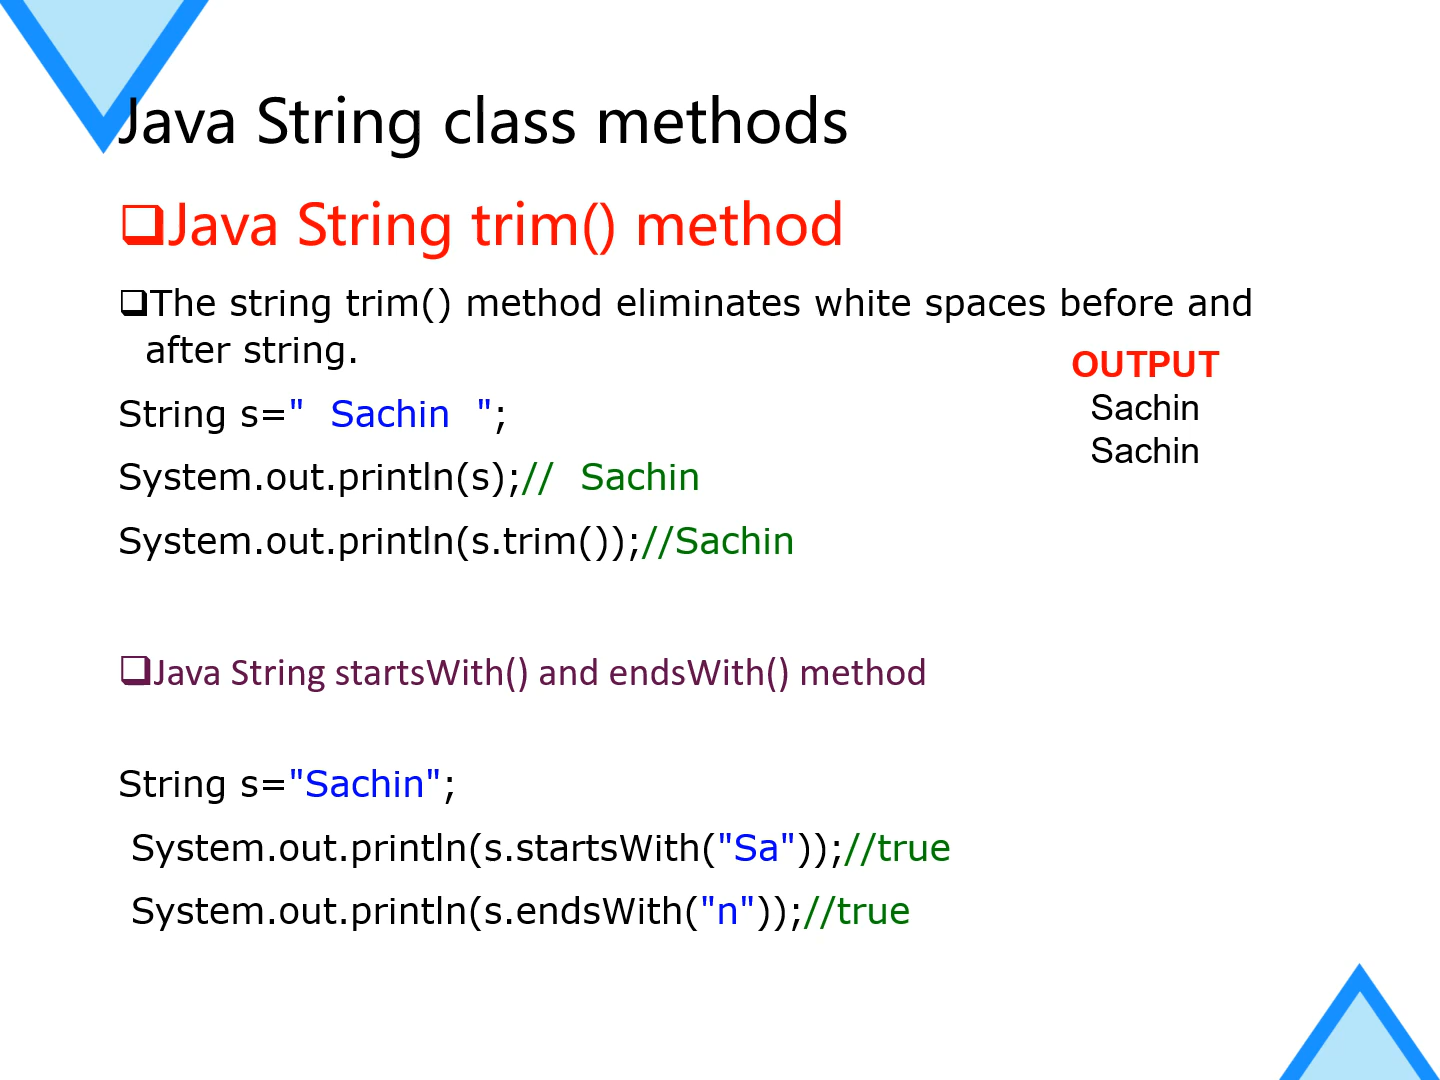 Java String class methods
❑Java String trim() method
❑The string trim() method eliminates white spaces before and
after string.
OUTPUT
Sachin
Sachin
String s="  Sachin  ";
System.out.println(s);//  Sachin
System.out.println(s.trim());//Sachin
❑Java String startsWith() and endsWith() method
String s="Sachin";
System.out.println(s.startsWith("Sa"));//true
System.out.println(s.endsWith("n"));//true